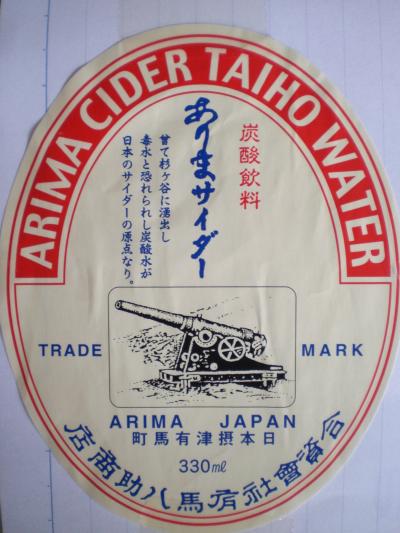 ARIMA CIDER TAIHO WATER
炭酸飲料
ありまサイダー
曾て杉ヶ谷に湧出し
毒水と恐れられし炭酸水が
日本のサイダーの原点なり。
TRADE MARK
ARIMA JAPAN
日本摂津有馬町
330ml
合資會社有馬八助商店